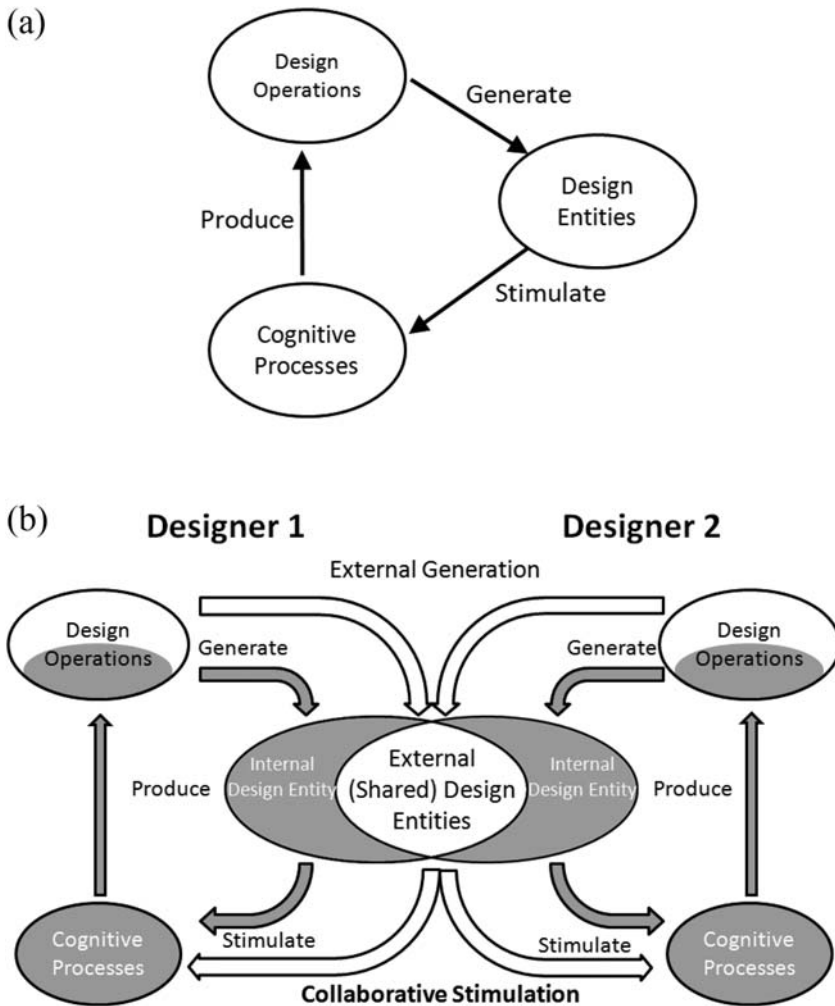 (a)
Design
Operations
Generate
Design
Entities
Produce
Stimulate
Cognitive
Processes
(b)
Designer 1
Designer 2
External Generation
Design
Operations
Generate
Generate
Design
Operations
Internal
Design Entity
External
(Shared) Design
Entities
Internal
Design Entity
Produce
Produce
Cognitive
Processes
Stimulate
Stimulate
Cognitive
Processes
Collaborative Stimulation